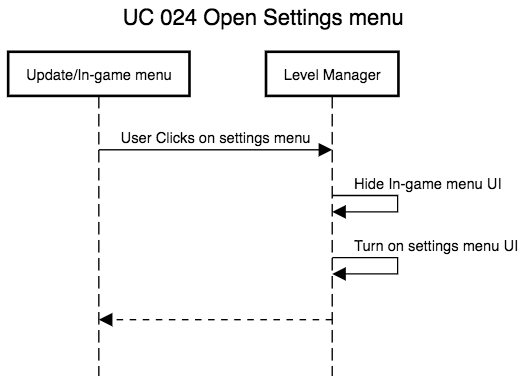 UC 024 Open Settings menu
Update/In-game menu
Level Manager
User Clicks on settings menu
Hide In-game menu UI
Turn on settings menu UI